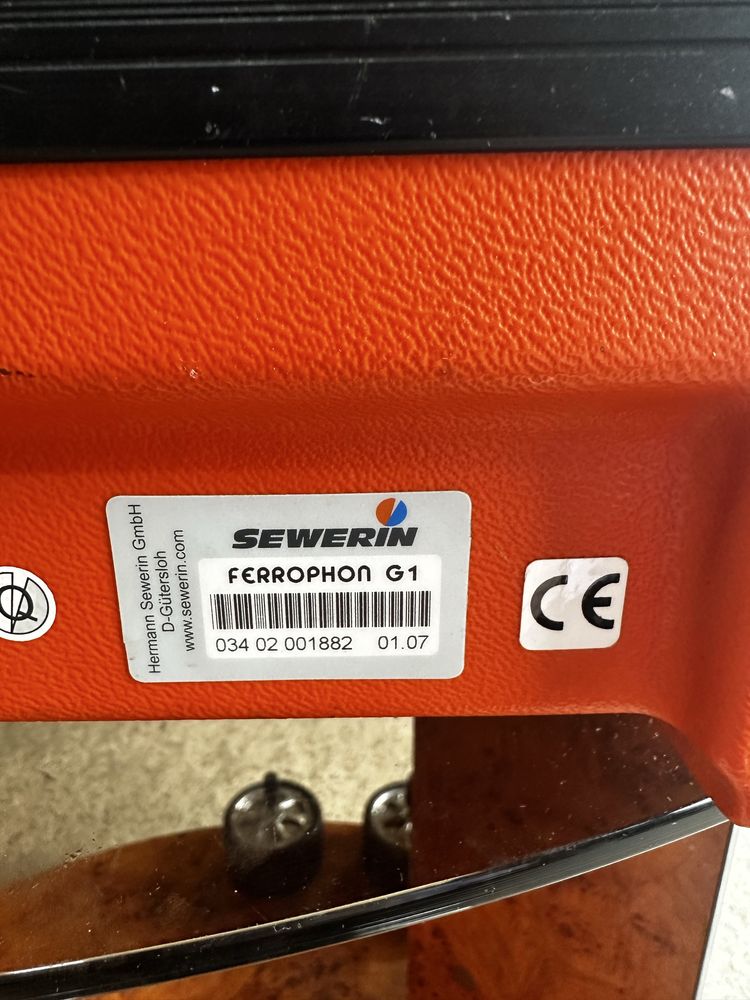 Hermann Sewerin GmbH
D-Gütersloh
www.sewerin.com
SEWERIN
FERROPHON G1
034 02 001882 01.07
CE